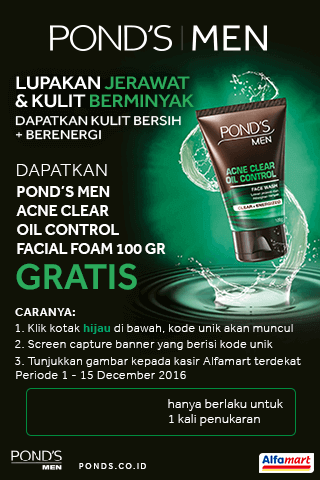 POND'S | MEN
LUPAKAN JERAWAT
& KULIT BERMINYAK
DAPATKAN KULIT BERSIH
+ BERENERGI
DAPATKAN
POND'S MEN
ACNE CLEAR
OIL CONTROL
FACIAL FOAM 100 GR
GRATIS
POND'S
MEN
ACNE CLEAR
OIL CONTROL
FACE WASH
CLEAR + ENERGIZED
CARANYA:
1. Klik kotak hijau di bawah, kode unik akan muncul
2. Screen capture banner yang berisi kode unik
3. Tunjukkan gambar kepada kasir Alfamart terdekat
Periode 1 - 15 December 2016
hanya berlaku untuk
1 kali penukaran
POND'S
MEN
PONDS.CO.ID
Alfamart